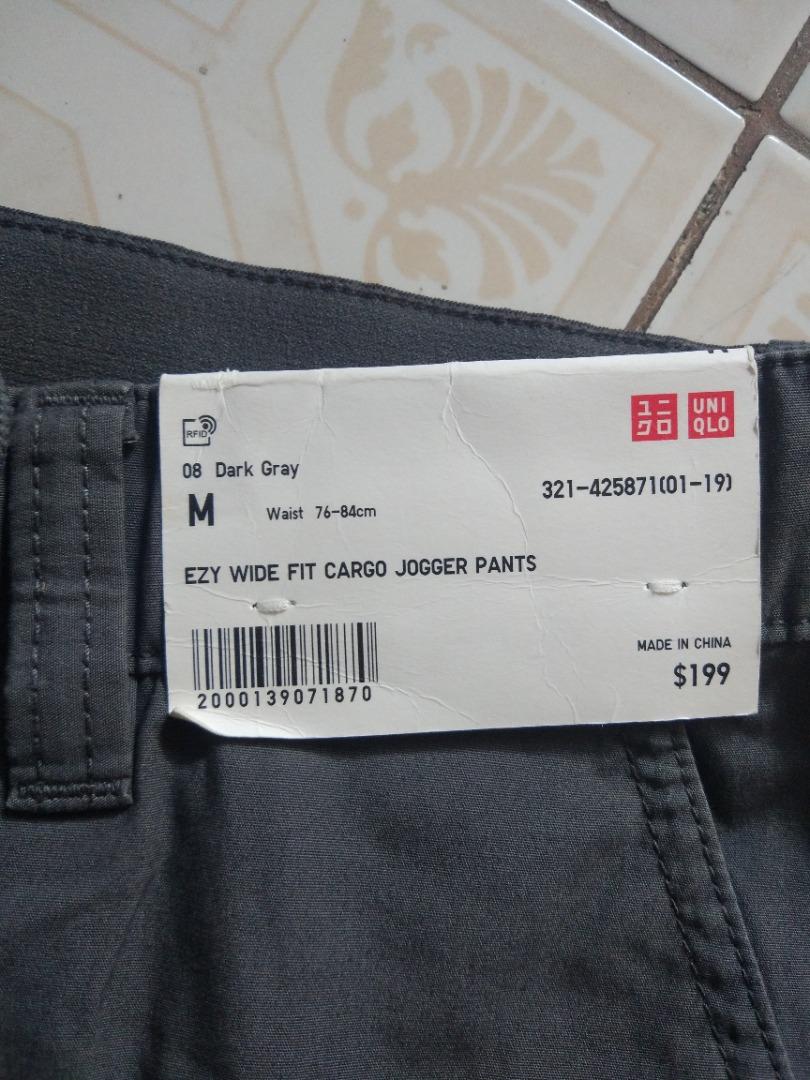 RFID
ユニ
クロ
UNI
QLO
08 Dark Gray
321-425871(01-19)
M Waist 76-84cm
EZY WIDE FIT CARGO JOGGER PANTS
2000139071870
MADE IN CHINA
$199